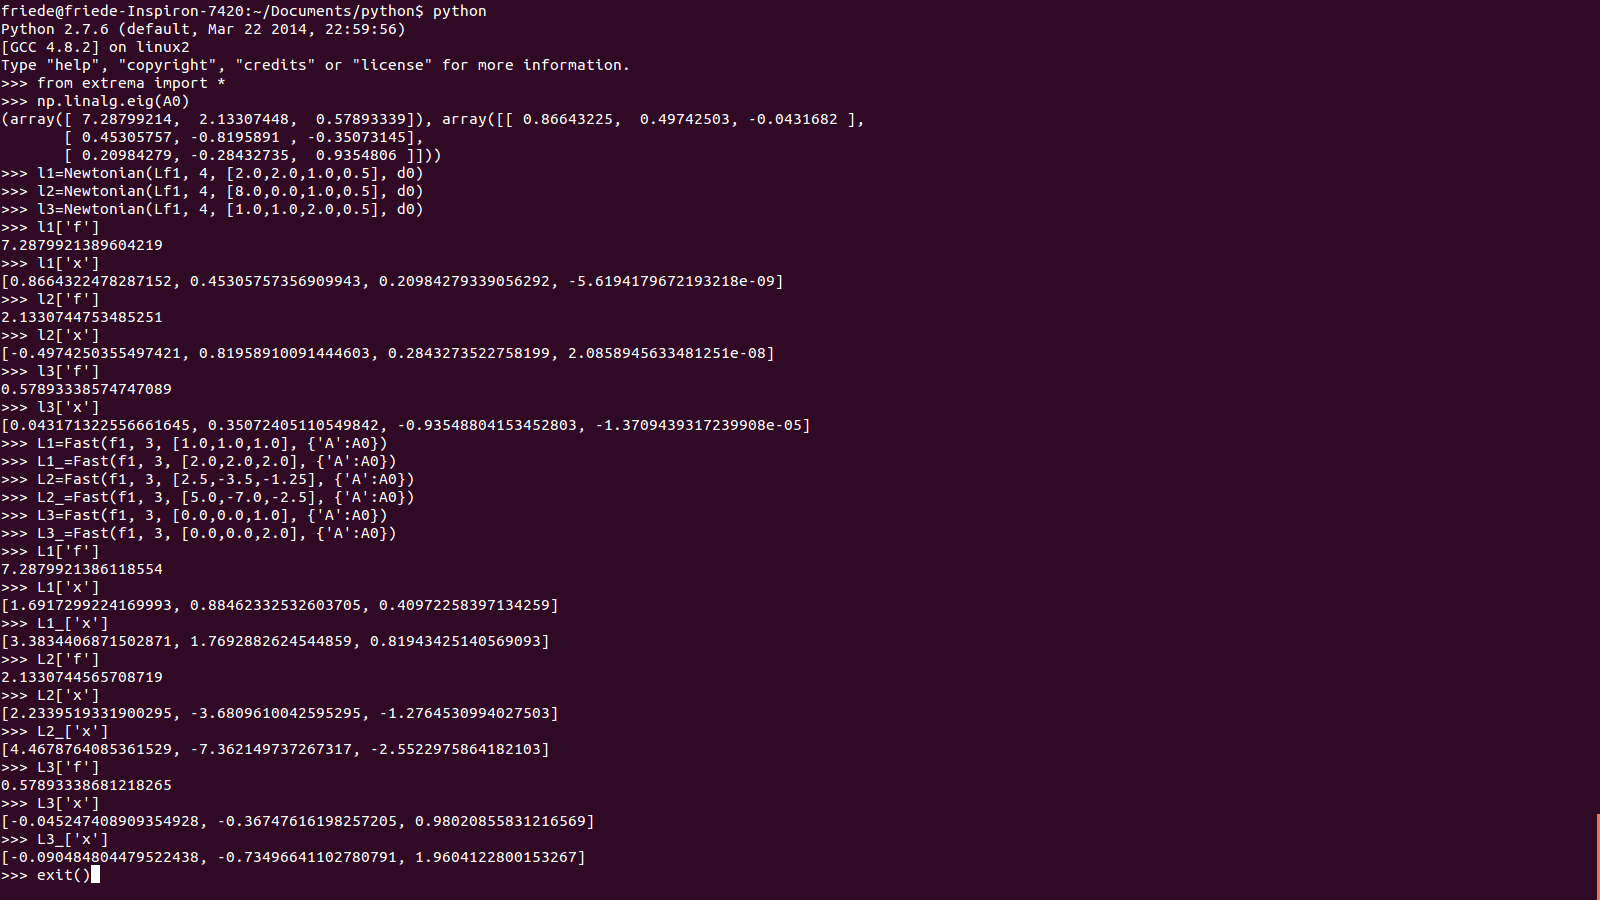 friede@friede-Inspiron-7420:~/Documents/python$ python
Python 2.7.6 (default, Mar 22 2014, 22:59:56)
[GCC 4.8.2] on linux2
Type "help", "copyright", "credits" or "license" for more information.
>>> from extrema import *
>>> np.linalg.eig(A0)
(array([ 7.28799214,  2.13307448,  0.57893339]), array([[ 0.86643225,  0.49742503, -0.0431682 ],
       [ 0.45305757, -0.8195891 , -0.35073145],
       [ 0.20984279, -0.28432735,  0.9354806 ]]))
>>> l1=Newtonian(Lf1, 4, [2.0,2.0,1.0,0.5], d0)
>>> l2=Newtonian(Lf1, 4, [8.0,0.0,1.0,0.5], d0)
>>> l3=Newtonian(Lf1, 4, [1.0,1.0,2.0,0.5], d0)
>>> l1['f']
7.2879921389604219
>>> l1['x']
[0.8664322478287152, 0.45305757356909943, 0.20984279339056292, -5.6194179672193218e-09]
>>> l2['f']
2.1330744753485251
>>> l2['x']
[-0.4974250355497421, 0.81958910091444603, 0.2843273522758199, 2.0858945633481251e-08]
>>> l3['f']
0.57893338574747089
>>> l3['x']
[0.043171322556661645, 0.35072405110549842, -0.93548804153452803, -1.3709439317239908e-05]
>>> L1=Fast(f1, 3, [1.0,1.0,1.0], {'A':A0})
>>> L1_=Fast(f1, 3, [2.0,2.0,2.0], {'A':A0})
>>> L2=Fast(f1, 3, [2.5,-3.5,-1.25], {'A':A0})
>>> L2_=Fast(f1, 3, [5.0,-7.0,-2.5], {'A':A0})
>>> L3=Fast(f1, 3, [0.0,0.0,1.0], {'A':A0})
>>> L3_=Fast(f1, 3, [0.0,0.0,2.0], {'A':A0})
>>> L1['f']
7.2879921386118554
>>> L1['x']
[1.6917299224169993, 0.88462332532603705, 0.40972258397134259]
>>> L1_['x']
[3.3834406871502871, 1.7692882624544859, 0.81943425140569093]
>>> L2['f']
2.1330744565708719
>>> L2['x']
[2.2339519331900295, -3.6809610042595295, -1.2764530994027503]
>>> L2_['x']
[4.4678764085361529, -7.362149737267317, -2.5522975864182103]
>>> L3['f']
0.57893338681218265
>>> L3['x']
[-0.045247408909354928, -0.36747616198257205, 0.98020855831216569]
>>> L3_['x']
[-0.090484804479522438, -0.73496641102780791, 1.9604122800153267]
>>> exit()